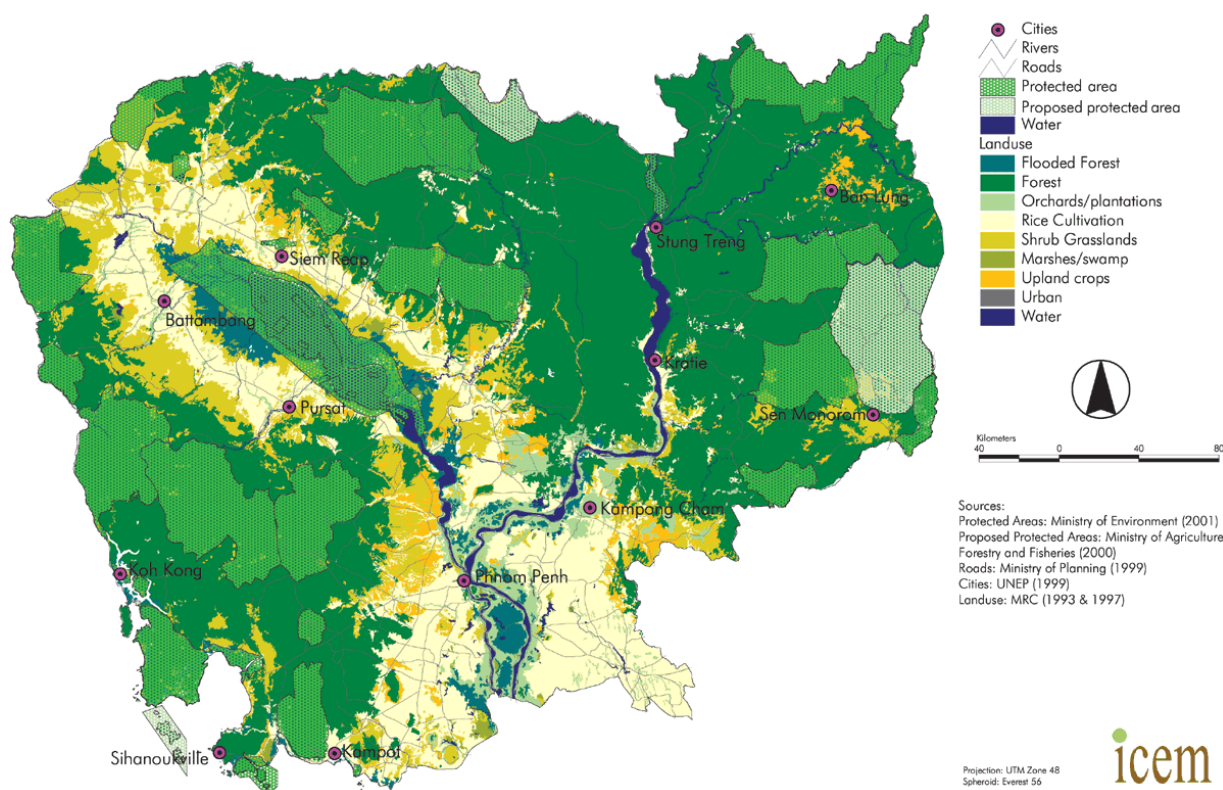 Cities
Rivers
Roads
Protected area
Proposed protected area
Water
Landuse
Flooded Forest
Forest
Orchards/plantations
Rice Cultivation
Shrub Grasslands
Marshes/swamp
Upland crops
Urban
Water
Ban Lung
Stung Treng
Siem Reap
Battambang
Kratie
Pursat
Sen Monorom
Kampong Cham
Koh Kong
Phnom Penh
Sihanoukville
Kampot
Kilometers
40 0 40 80
Sources:
Protected Areas: Ministry of Environment (2001)
Proposed Protected Areas: Ministry of Agriculture
Forestry and Fisheries (2000)
Roads: Ministry of Planning (1999)
Cities: UNEP (1999)
Landuse: MRC (1993 & 1997)
Projection: UTM Zone 48
Spheroid: Everest 56
icem